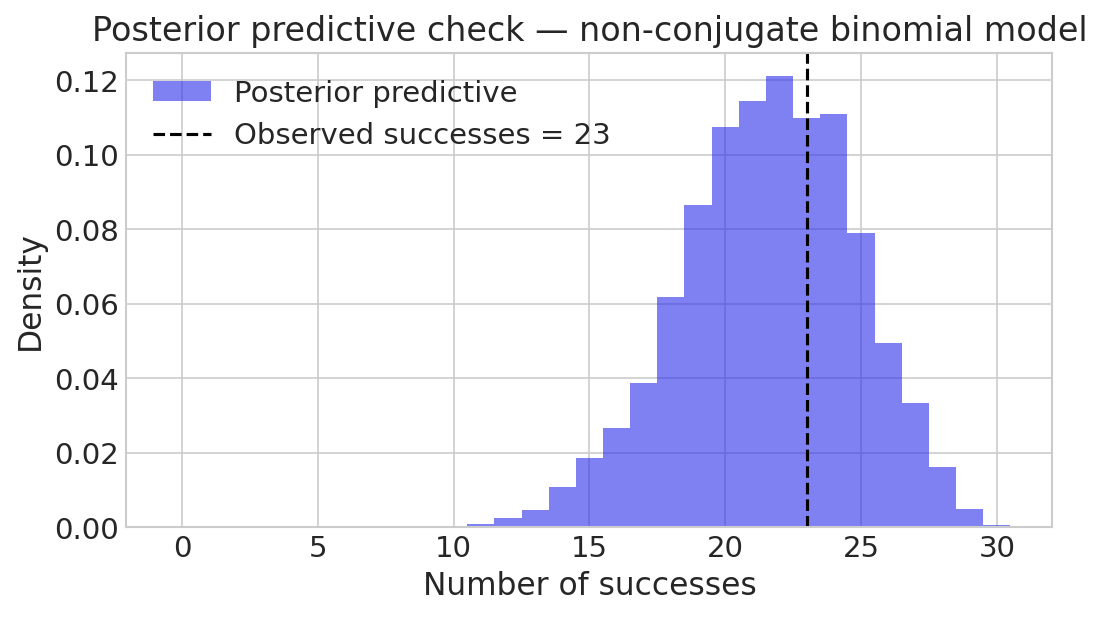 Posterior predictive check — non-conjugate binomial model
Posterior predictive
Observed successes = 23
Density
0.12
0.10
0.08
0.06
0.04
0.02
0.00
0 5 10 15 20 25 30
Number of successes